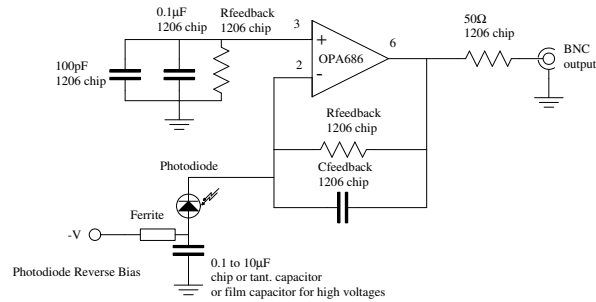 0.1μF
1206 chip
Rfeedback
1206 chip
100pF
1206 chip
3
+
2
-
OPA686
6
50Ω
1206 chip
BNC
output
Rfeedback
1206 chip
Cfeedback
1206 chip
Photodiode
Ferrite
-V
Photodiode Reverse Bias
0.1 to 10μF
chip or tant. capacitor
or film capacitor for high voltages